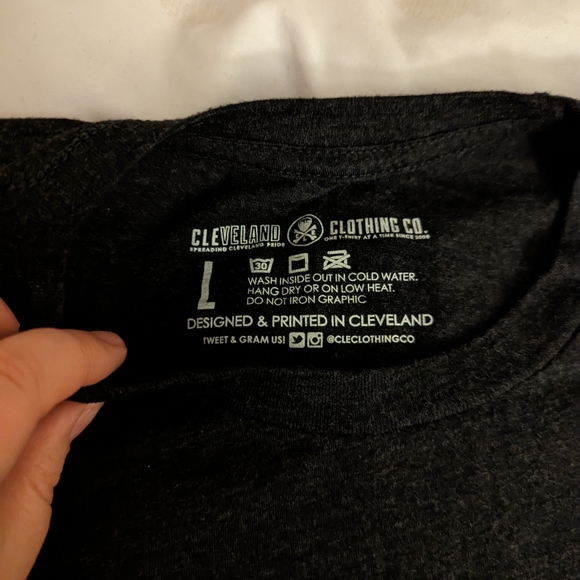 CLEVELAND CLOTHING CO.
SPREADING CLEVELAND PRIDE ONE T-SHIRT AT A TIME SINCE 2006
L
30
WASH INSIDE OUT IN COLD WATER.
HANG DRY OR ON LOW HEAT.
DO NOT IRON GRAPHIC
DESIGNED & PRINTED IN CLEVELAND
TWEET & GRAM US! @CLECLOTHINGCO